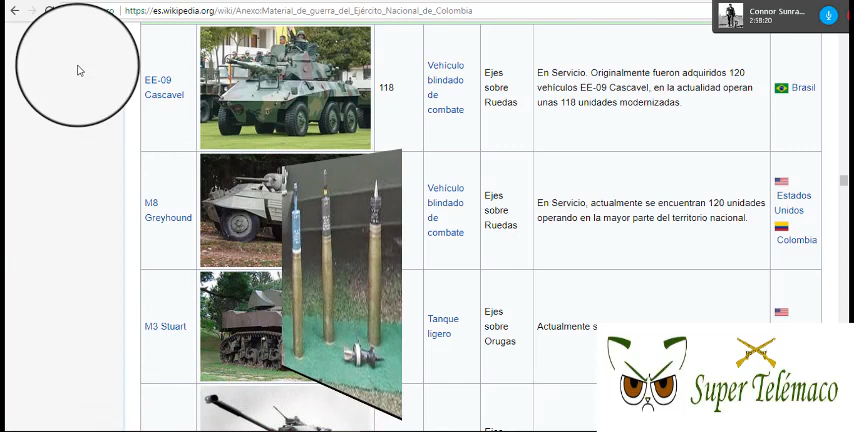 https://es.wikipedia.org/wiki/Anexo:Material_de_guerra_del_Ejército_Nacional_de_Colombia
Connor Sunra...
2:58:20
EE-09
Cascavel
118
Vehículo
blindado
de
combate
Ejes
sobre
Ruedas
En Servicio. Originalmente fueron adquiridos 120
vehículos EE-09 Cascavel, en la actualidad operan
unas 118 unidades modernizadas.
Brasil
M8
Greyhound
Vehículo
blindado
de
combate
Ejes
sobre
Ruedas
En Servicio, actualmente se encuentran 120 unidades
operando en la mayor parte del territorio nacional.
Estados
Unidos
Colombia
M3 Stuart
Tanque
ligero
Ejes
sobre
Orugas
Actualmente s
Super Telémaco